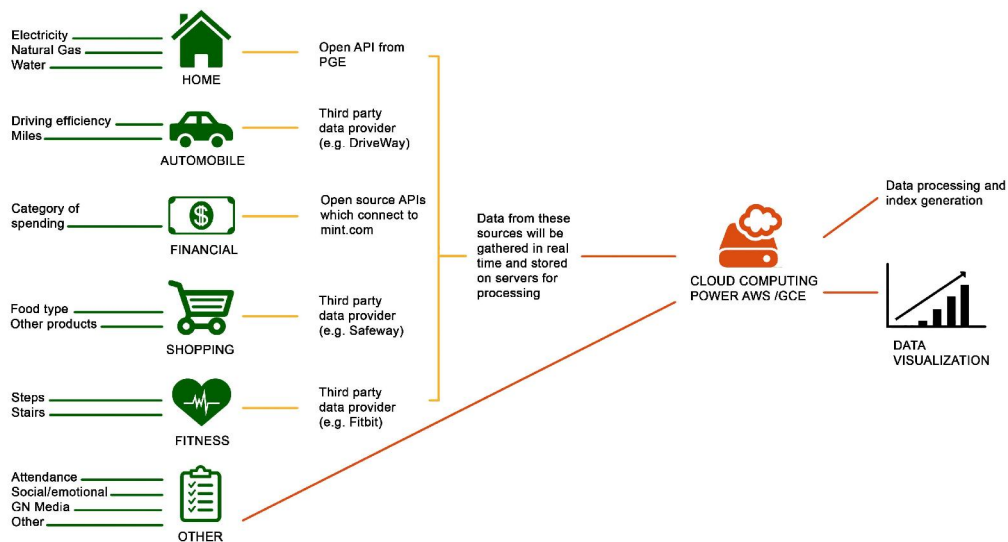 Electricity
Natural Gas
Water
HOME
Open API from
PGE
Driving efficiency
Miles
AUTOMOBILE
Third party
data provider
(e.g. DriveWay)
Category of
spending
$
FINANCIAL
Open source APIs
which connect to
mint.com
Food type
Other products
SHOPPING
Third party
data provider
(e.g. Safeway)
Steps
Stairs
FITNESS
Third party
data provider
(e.g. Fitbit)
Attendance
Social/emotional
GN Media
Other
OTHER
Data from these
sources will be
gathered in real
time and stored
on servers for
processing
CLOUD COMPUTING
POWER AWS /GCE
Data processing and
index generation
DATA
VISUALIZATION